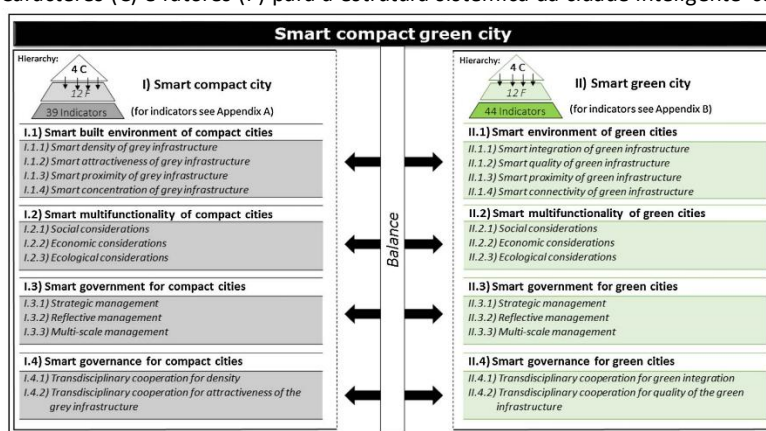 Smart compact green city
Hierarchy:
4 C
12 F
39 Indicators
I) Smart compact city
(for indicators see Appendix A)
I.1) Smart built environment of compact cities
I.1.1) Smart density of grey infrastructure
I.1.2) Smart attractiveness of grey infrastructure
I.1.3) Smart proximity of grey infrastructure
I.1.4) Smart concentration of grey infrastructure
I.2) Smart multifunctionality of compact cities
I.2.1) Social considerations
I.2.2) Economic considerations
I.2.3) Ecological considerations
I.3) Smart government for compact cities
I.3.1) Strategic management
I.3.2) Reflective management
I.3.3) Multi-scale management
I.4) Smart governance for compact cities
I.4.1) Transdisciplinary cooperation for density
I.4.2) Transdisciplinary cooperation for attractiveness of the
grey infrastructure
Balance
Hierarchy:
4 C
12 F
44 Indicators
II) Smart green city
(for indicators see Appendix B)
II.1) Smart environment of green cities
II.1.1) Smart integration of green infrastructure
II.1.2) Smart quality of green infrastructure
II.1.3) Smart proximity of green infrastructure
II.1.4) Smart connectivity of green infrastructure
II.2) Smart multifunctionality of green cities
II.2.1) Social considerations
II.2.2) Economic considerations
II.2.3) Ecological considerations
II.3) Smart government for green cities
II.3.1) Strategic management
II.3.2) Reflective management
II.3.3) Multi-scale management
II.4) Smart governance for green cities
II.4.1) Transdisciplinary cooperation for green integration
II.4.2) Transdisciplinary cooperation for quality of the green
infrastructure